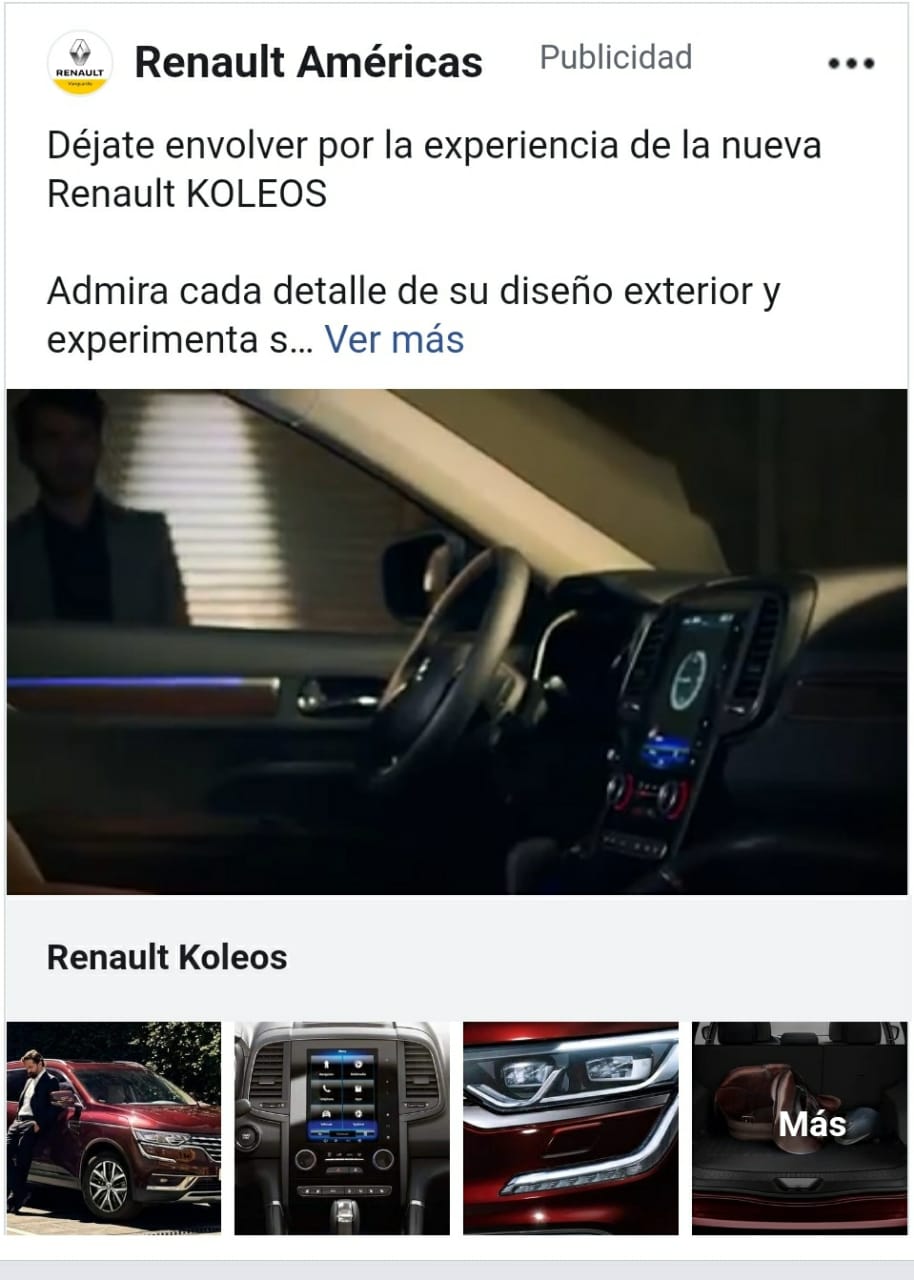 RENAULT
Renault Américas
Publicidad
Déjate envolver por la experiencia de la nueva
Renault KOLEOS
Admira cada detalle de su diseño exterior y
experimenta s... Ver más
Renault Koleos
Más